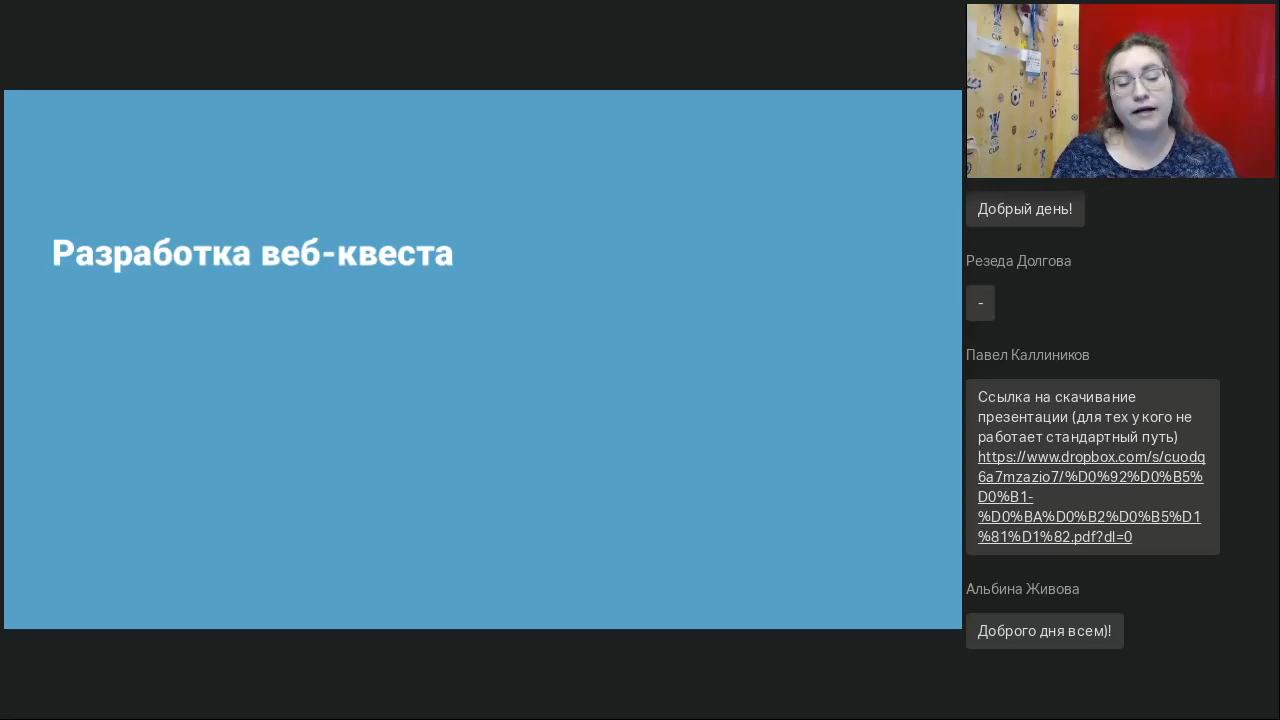 Разработка веб-квеста
CUP
CUP
Добрый день!
Резеда Долгова
-
Павел Каллиников
Ссылка на скачивание
презентации (для тех у кого не
работает стандартный путь)
https://www.dropbox.com/s/cuodq
6a7mzazio7/%D0%92%D0%B5%
D0%B1-
%D0%BA%D0%B2%D0%B5%D1
%81%D1%82.pdf?dl=0
Альбина Живова
Доброго дня всем)!